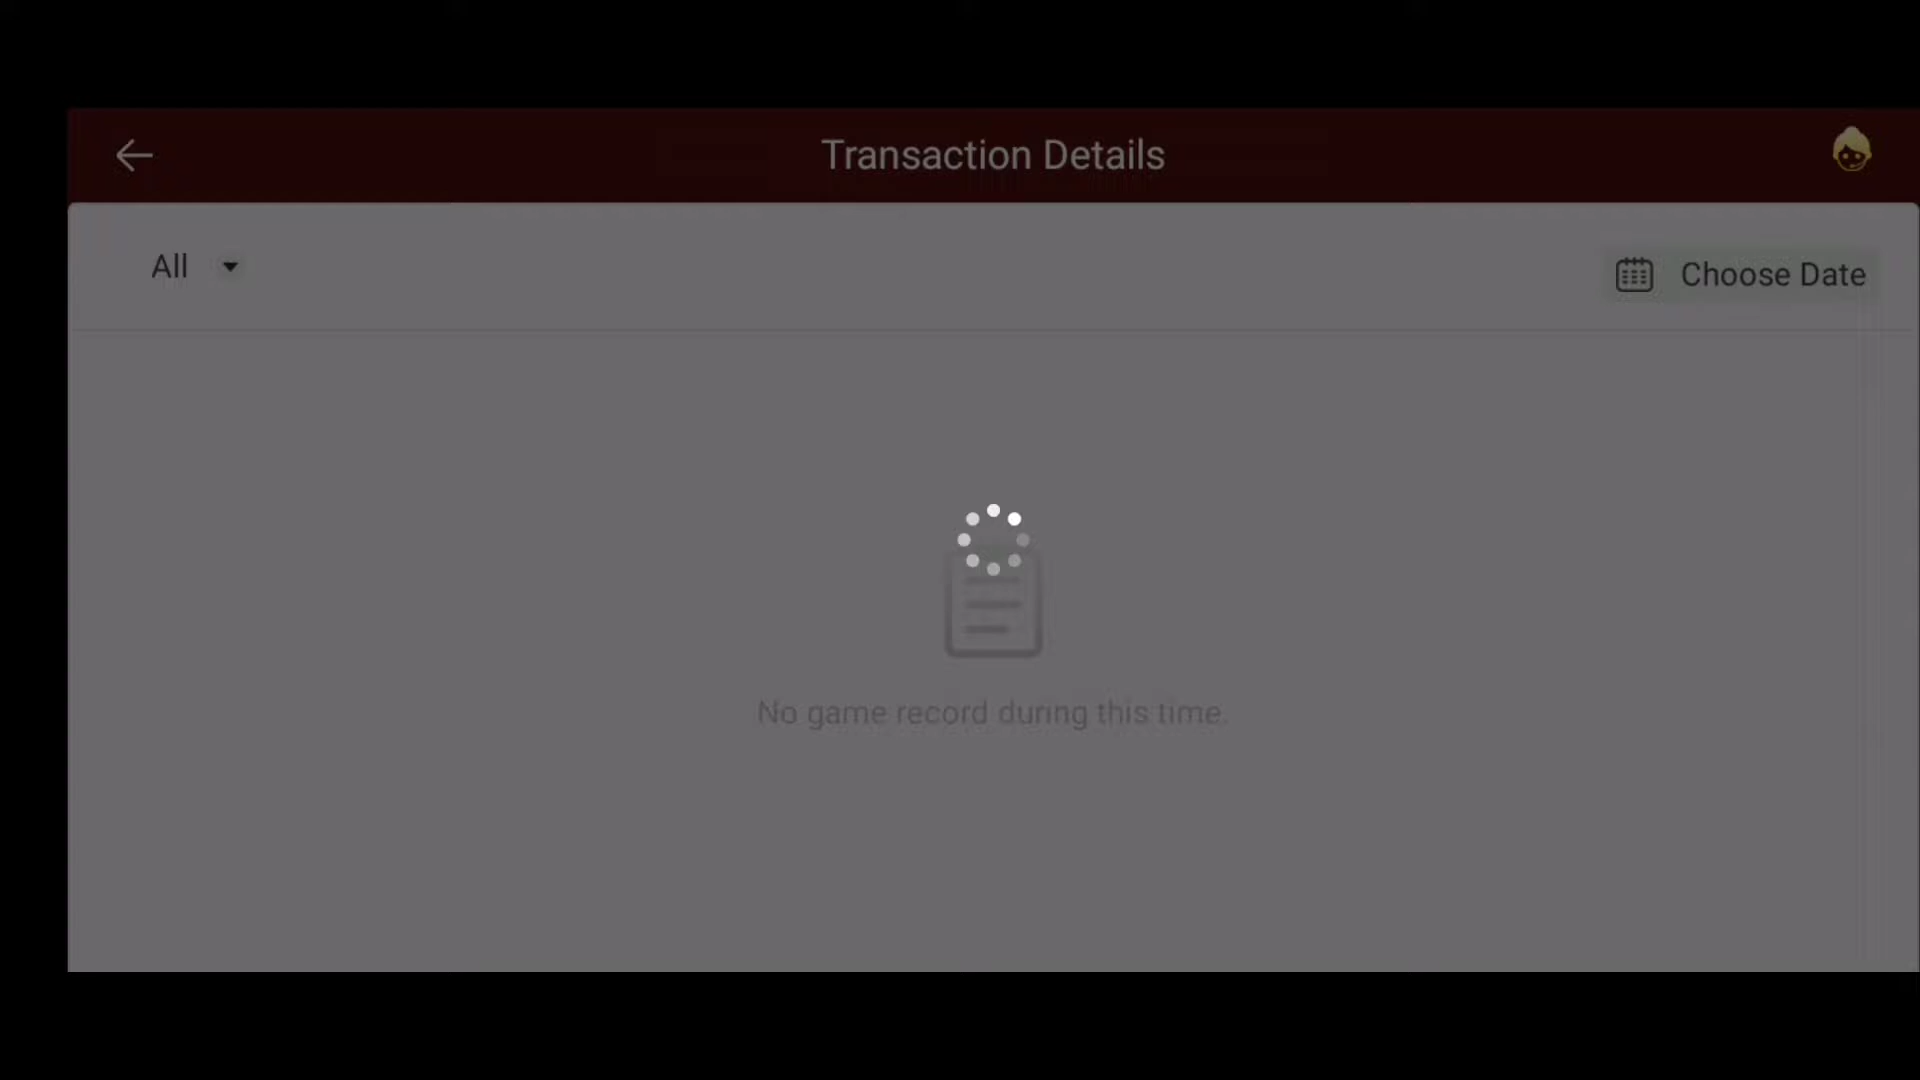 Transaction Details
All
Choose Date
No game record during this time.